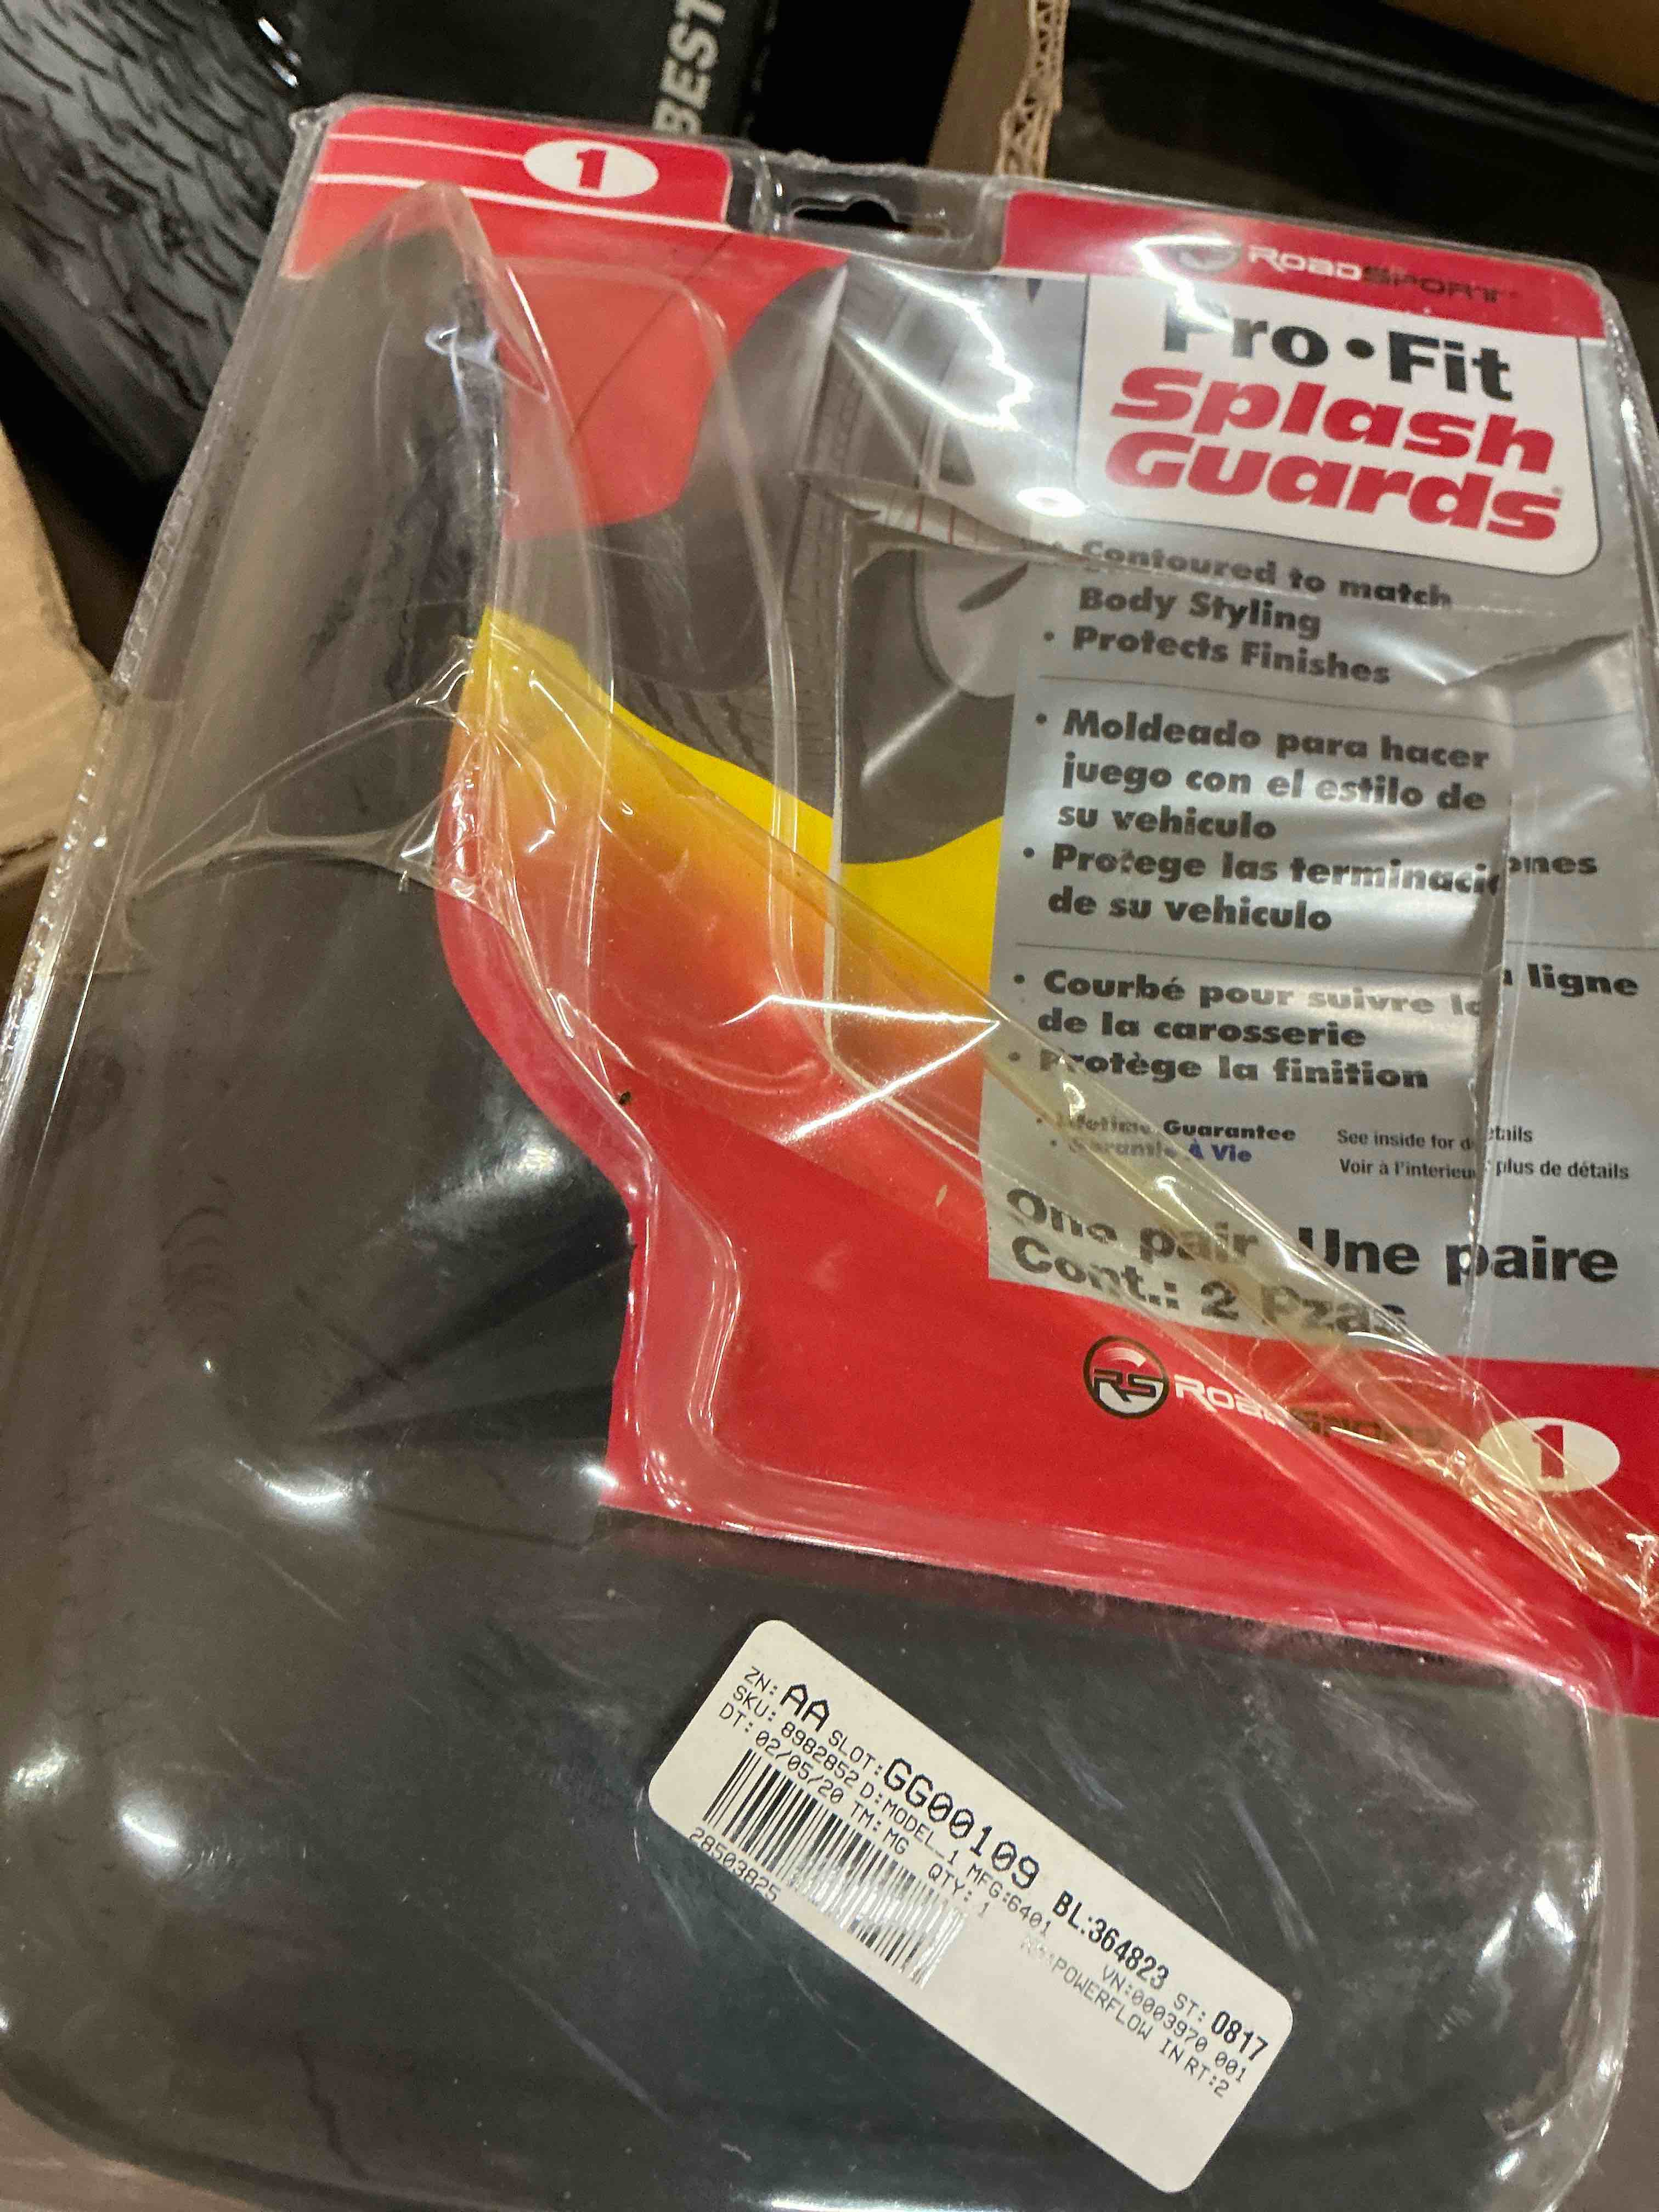 BEST
1
ROADSPORT
Pro•Fit
Splash
Guards
• Contoured to match
Body Styling
• Protects Finishes
• Moldeado para hacer
juego con el estilo de
su vehiculo
• Protege las terminaciones
de su vehiculo
• Courbé pour suivre la ligne
de la carosserie
• Protège la finition
• Lifetime Guarantee See inside for details
• Garantie À Vie Voir à l'interieur plus de détails
One pair Une paire
Cont.: 2 Pzas
RS ROADSPORT
1
ZN: AA SLOT: GG00109 BL:364823 ST: 0817
SKU: 8982852 D:MODEL_1 MFG:6401 VN:0003970 001
DT: 02/05/20 TM: MG QTY: 1 POWERFLOW IN RT:2
28503825